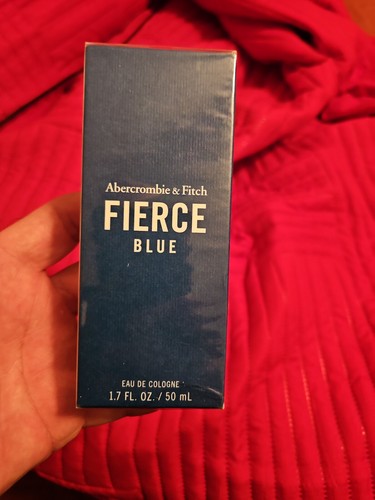 Abercrombie & Fitch
FIERCE
BLUE
EAU DE COLOGNE
1.7 FL. OZ. / 50 mL